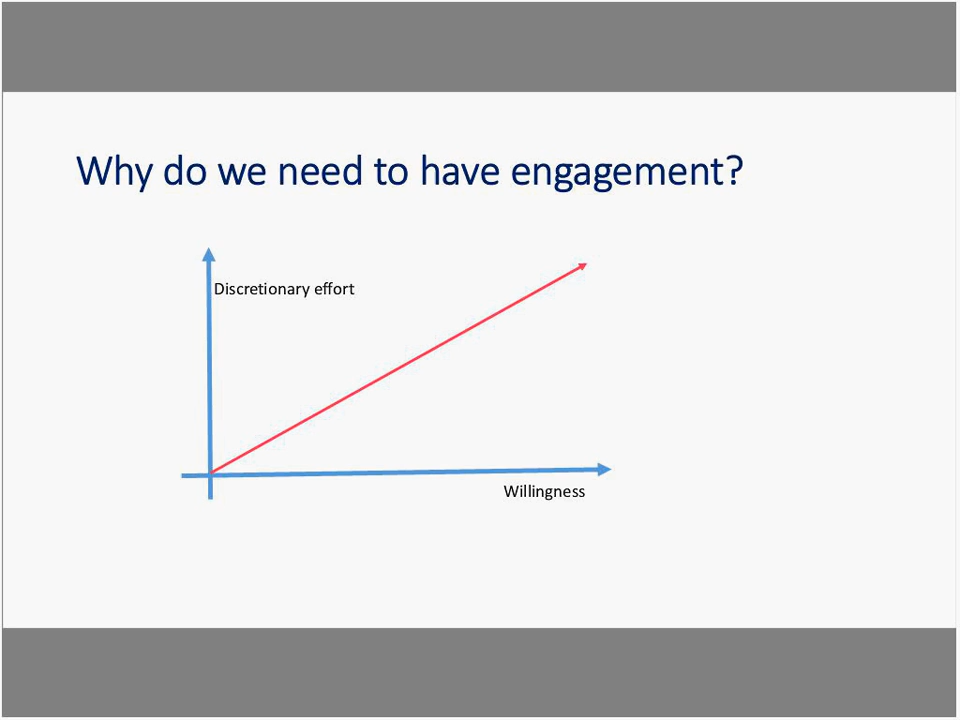 Why do we need to have engagement?
Discretionary effort
Willingness